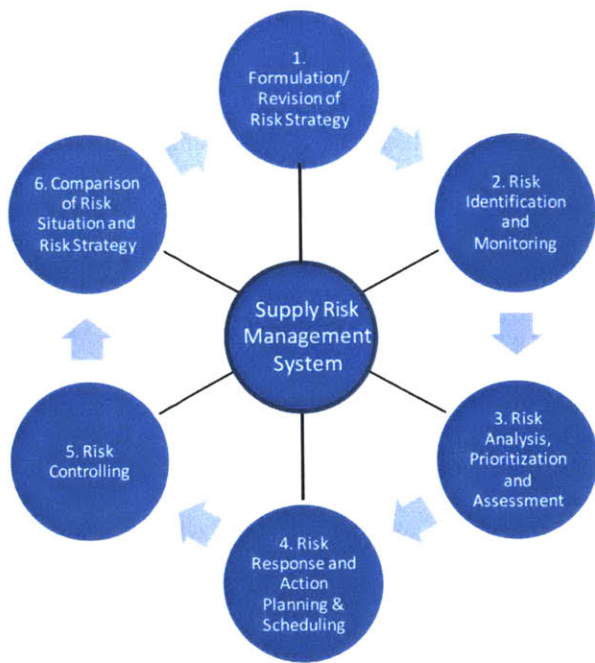 1.
Formulation/
Revision of
Risk Strategy
2. Risk
Identification
and
Monitoring
3. Risk
Analysis,
Prioritization
and
Assessment
4. Risk
Response and
Action
Planning &
Scheduling
5. Risk
Controlling
6. Comparison
of Risk
Situation and
Risk Strategy
Supply Risk
Management
System